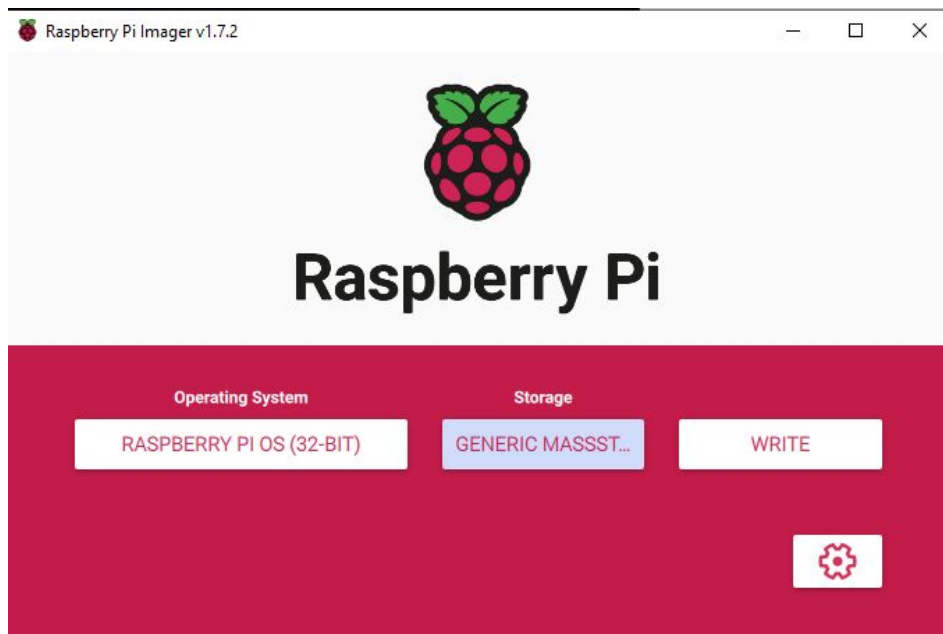 Raspberry Pi Imager v1.7.2
Raspberry Pi
Operating System
Storage
RASPBERRY PI OS (32-BIT)
GENERIC MASSST...
WRITE